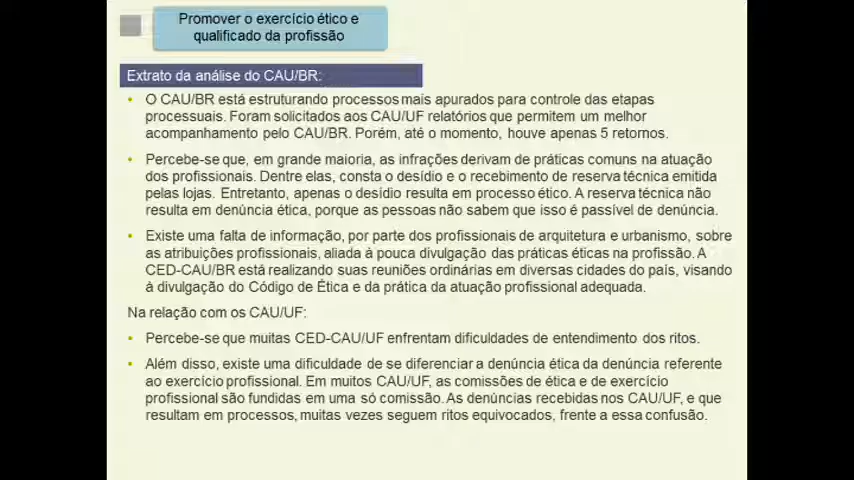 Promover o exercício ético e
qualificado da profissão
Extrato da análise do CAU/BR:
• O CAU/BR está estruturando processos mais apurados para controle das etapas
processuais. Foram solicitados aos CAU/UF relatórios que permitem um melhor
acompanhamento pelo CAU/BR. Porém, até o momento, houve apenas 5 retornos.
• Percebe-se que, em grande maioria, as infrações derivam de práticas comuns na atuação
dos profissionais. Dentre elas, consta o desídio e o recebimento de reserva técnica emitida
pelas lojas. Entretanto, apenas o desídio resulta em processo ético. A reserva técnica não
resulta em denúncia ética, porque as pessoas não sabem que isso é passível de denúncia.
• Existe uma falta de informação, por parte dos profissionais de arquitetura e urbanismo, sobre
as atribuições profissionais, aliada à pouca divulgação das práticas éticas na profissão. A
CED-CAU/BR está realizando suas reuniões ordinárias em diversas cidades do país, visando
à divulgação do Código de Ética e da prática da atuação profissional adequada.
Na relação com os CAU/UF:
• Percebe-se que muitas CED-CAU/UF enfrentam dificuldades de entendimento dos ritos.
• Além disso, existe uma dificuldade de se diferenciar a denúncia ética da denúncia referente
ao exercício profissional. Em muitos CAU/UF, as comissões de ética e de exercício
profissional são fundidas em uma só comissão. As denúncias recebidas nos CAU/UF, e que
resultam em processos, muitas vezes seguem ritos equivocados, frente a essa confusão.